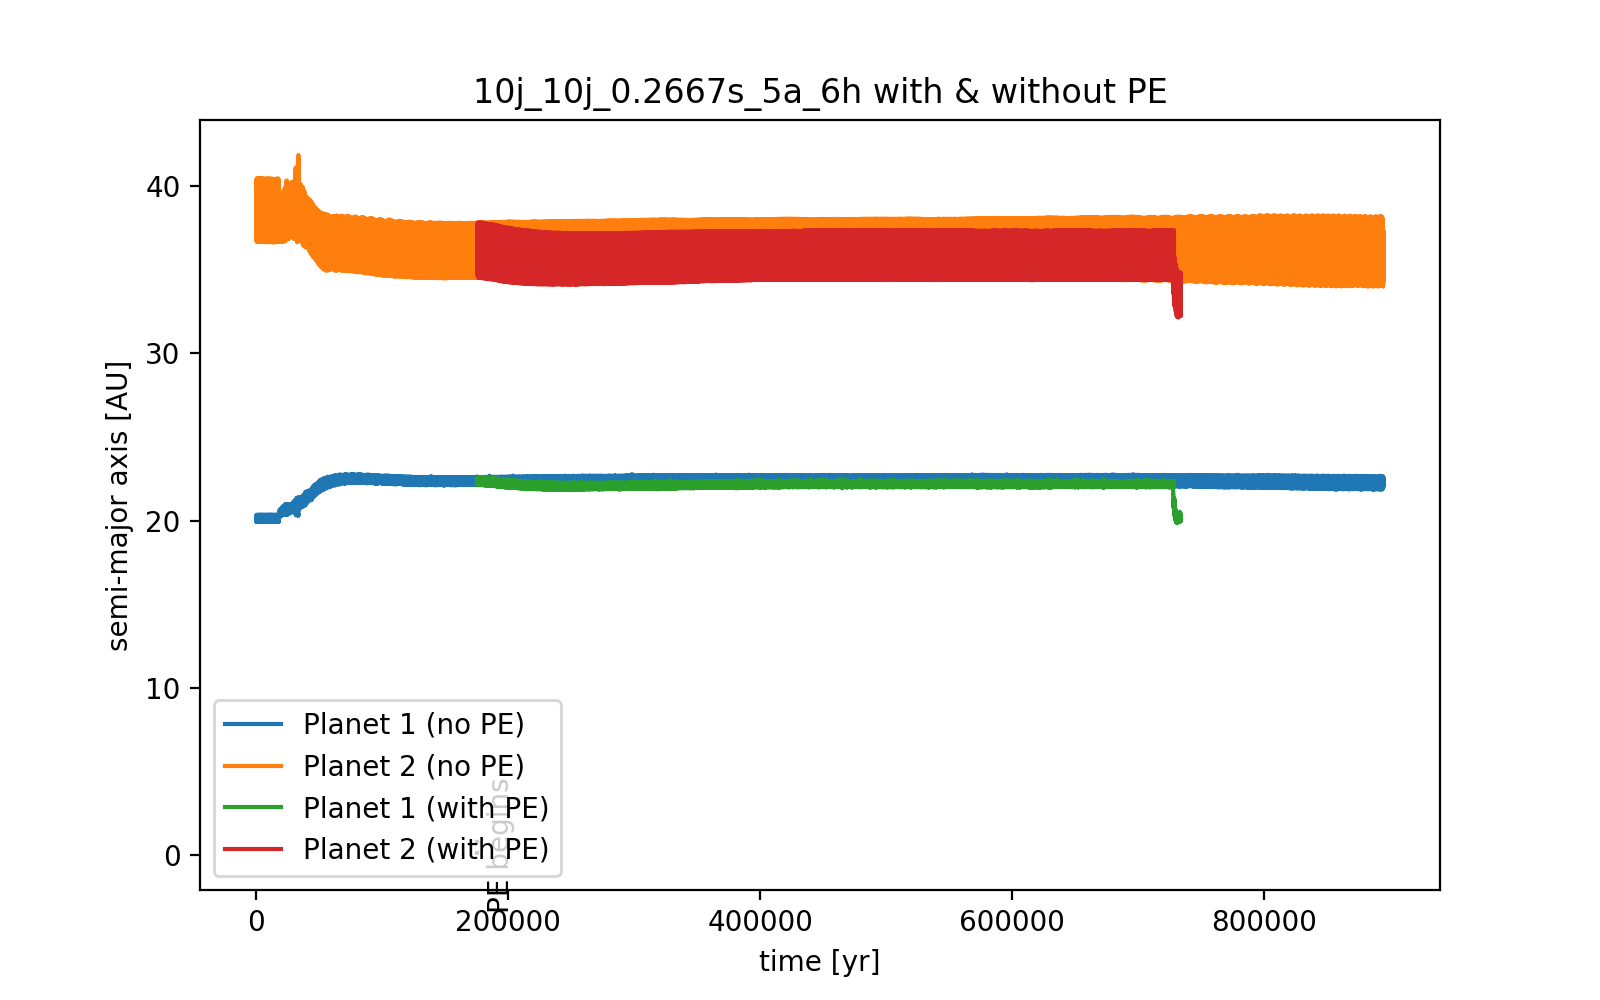 10j_10j_0.2667s_5a_6h with & without PE
semi-major axis [AU]
40
30
20
10
0
Planet 1 (no PE)
Planet 2 (no PE)
Planet 1 (with PE)
Planet 2 (with PE)
PE begins
0
200000
400000
600000
800000
time [yr]